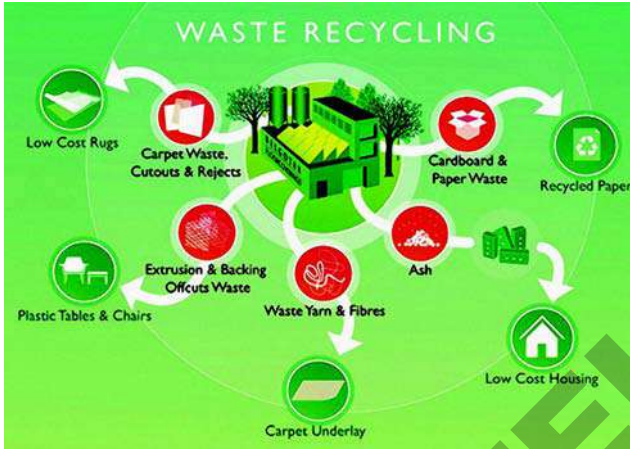 WASTE RECYCLING
Low Cost Rugs
Carpet Waste,
Cutouts & Rejects
Cardboard &
Paper Waste
Recycled Paper
Extrusion & Backing
Offcuts Waste
Ash
Plastic Tables & Chairs
Waste Yarn & Fibres
Low Cost Housing
Carpet Underlay